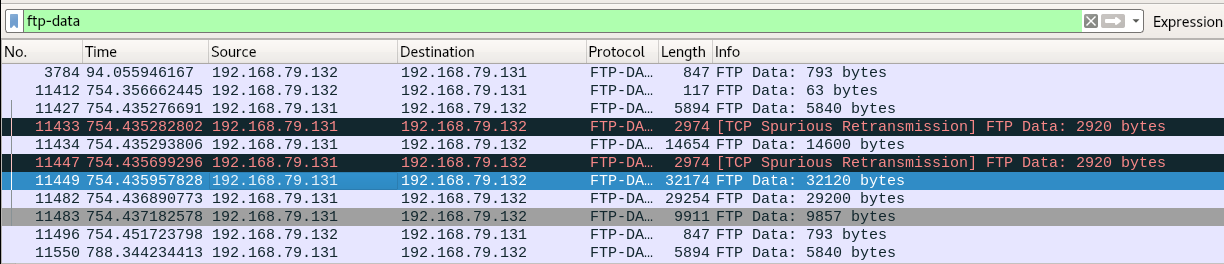 ftp-data Expression
No. Time Source Destination Protocol Length Info
3784 94.055946167 192.168.79.132 192.168.79.131 FTP-DA… 847 FTP Data: 793 bytes
11412 754.356662445 192.168.79.132 192.168.79.131 FTP-DA… 117 FTP Data: 63 bytes
11427 754.435276691 192.168.79.131 192.168.79.132 FTP-DA… 5894 FTP Data: 5840 bytes
11433 754.435282802 192.168.79.131 192.168.79.132 FTP-DA… 2974 [TCP Spurious Retransmission] FTP Data: 2920 bytes
11434 754.435293806 192.168.79.131 192.168.79.132 FTP-DA… 14654 FTP Data: 14600 bytes
11447 754.435699296 192.168.79.131 192.168.79.132 FTP-DA… 2974 [TCP Spurious Retransmission] FTP Data: 2920 bytes
11449 754.435957828 192.168.79.131 192.168.79.132 FTP-DA… 32174 FTP Data: 32120 bytes
11482 754.436890773 192.168.79.131 192.168.79.132 FTP-DA… 29254 FTP Data: 29200 bytes
11483 754.437182578 192.168.79.131 192.168.79.132 FTP-DA… 9911 FTP Data: 9857 bytes
11496 754.451723798 192.168.79.132 192.168.79.131 FTP-DA… 847 FTP Data: 793 bytes
11550 788.344234413 192.168.79.131 192.168.79.132 FTP-DA… 5894 FTP Data: 5840 bytes